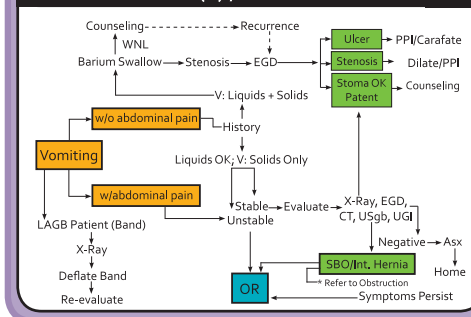 Counseling
Recurrence
Ulcer
PPI/Carafate
WNL
Barium Swallow
Stenosis
EGD
Stenosis
Dilate/PPI
Stoma OK
Patent
Counseling
V: Liquids + Solids
w/o abdominal pain
History
Vomiting
Liquids OK; V: Solids Only
w/abdominal pain
Stable
Unstable
Evaluate
X-Ray, EGD,
CT, USgb, UGI
LAGB Patient (Band)
X-Ray
Deflate Band
Re-evaluate
Negative
Asx
Home
SBO/Int. Hernia
* Refer to Obstruction
OR
Symptoms Persist